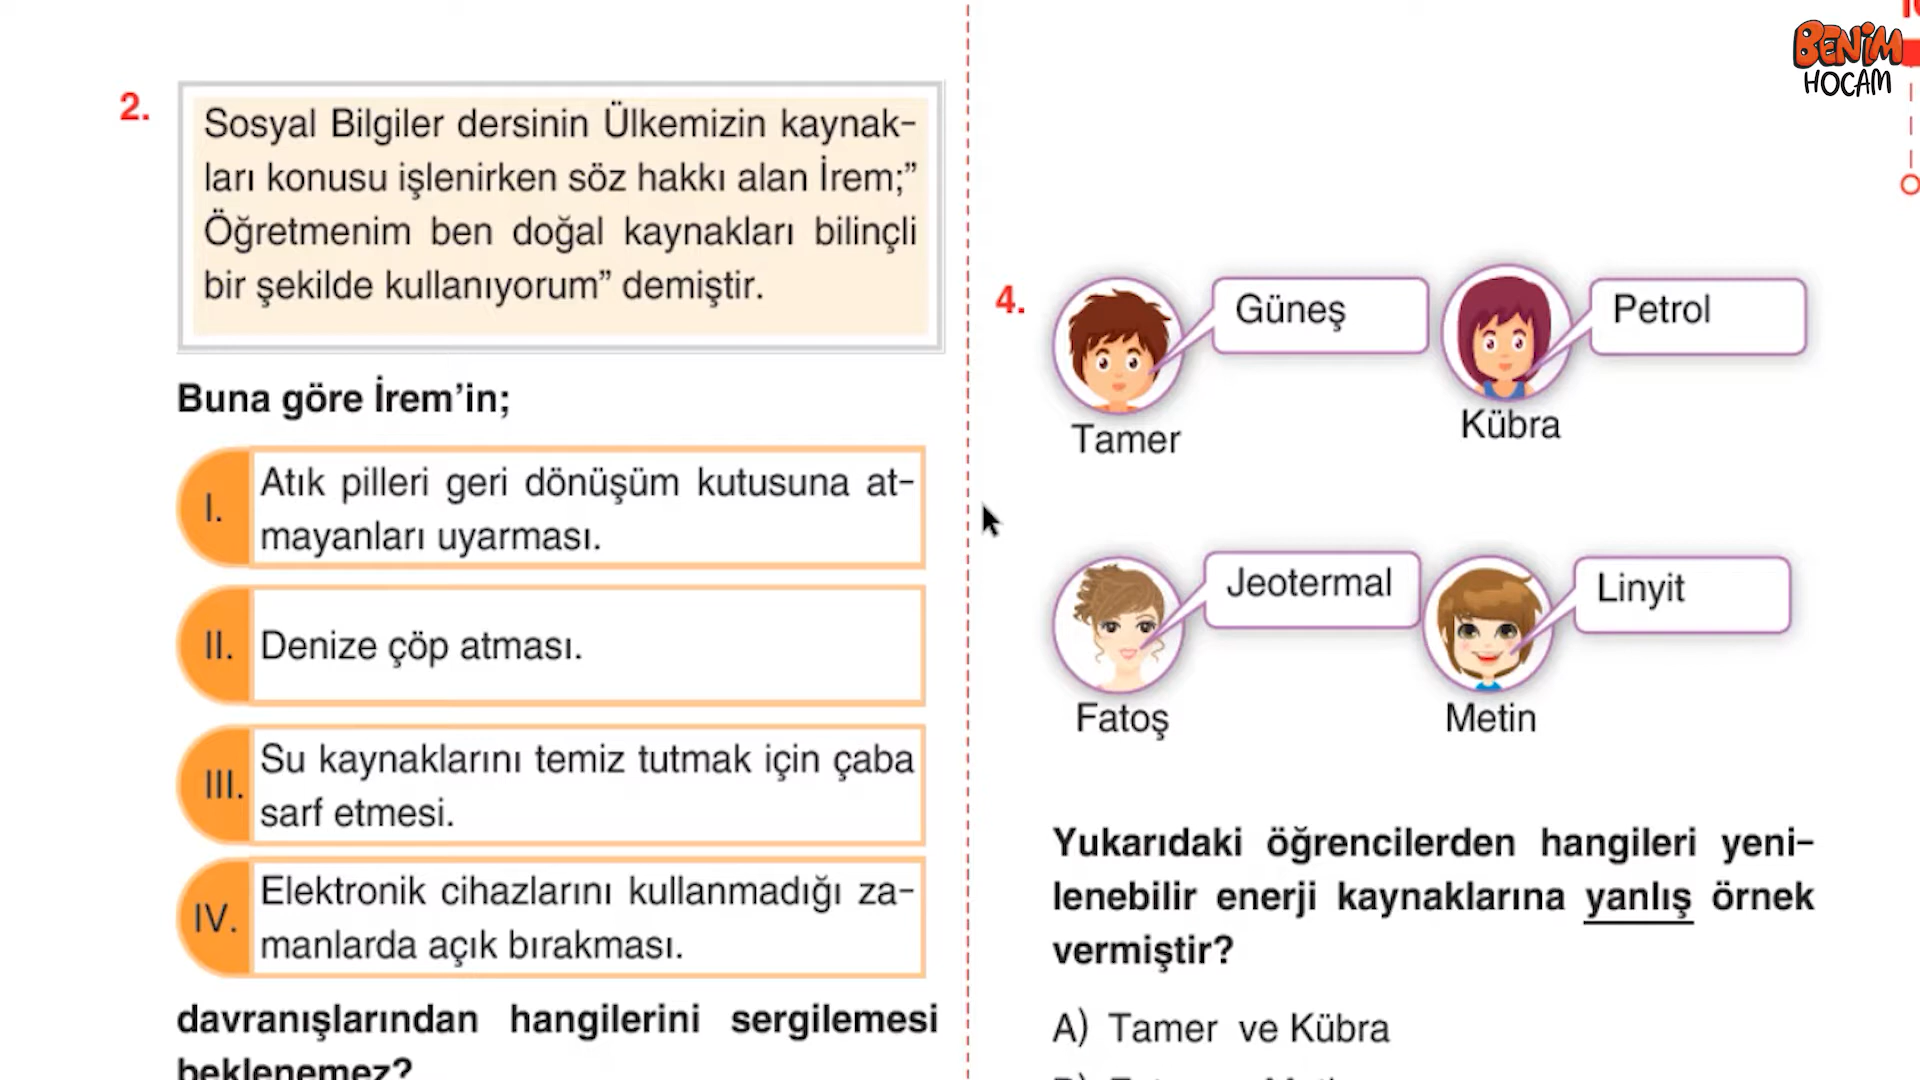 BENİM
HOCAM
2.
Sosyal Bilgiler dersinin Ülkemizin kaynak-
ları konusu işlenirken söz hakkı alan İrem;”
Öğretmenim ben doğal kaynakları bilinçli
bir şekilde kullanıyorum” demiştir.
Buna göre İrem’in;
I. Atık pilleri geri dönüşüm kutusuna at-
mayanları uyarması.
II. Denize çöp atması.
III. Su kaynaklarını temiz tutmak için çaba
sarf etmesi.
IV. Elektronik cihazlarını kullanmadığı za-
manlarda açık bırakması.
davranışlarından hangilerini sergilemesi
beklenemez?
4.
Güneş
Tamer
Petrol
Kübra
Jeotermal
Fatoş
Linyit
Metin
Yukarıdaki öğrencilerden hangileri yeni-
lenebilir enerji kaynaklarına yanlış örnek
vermiştir?
A) Tamer ve Kübra